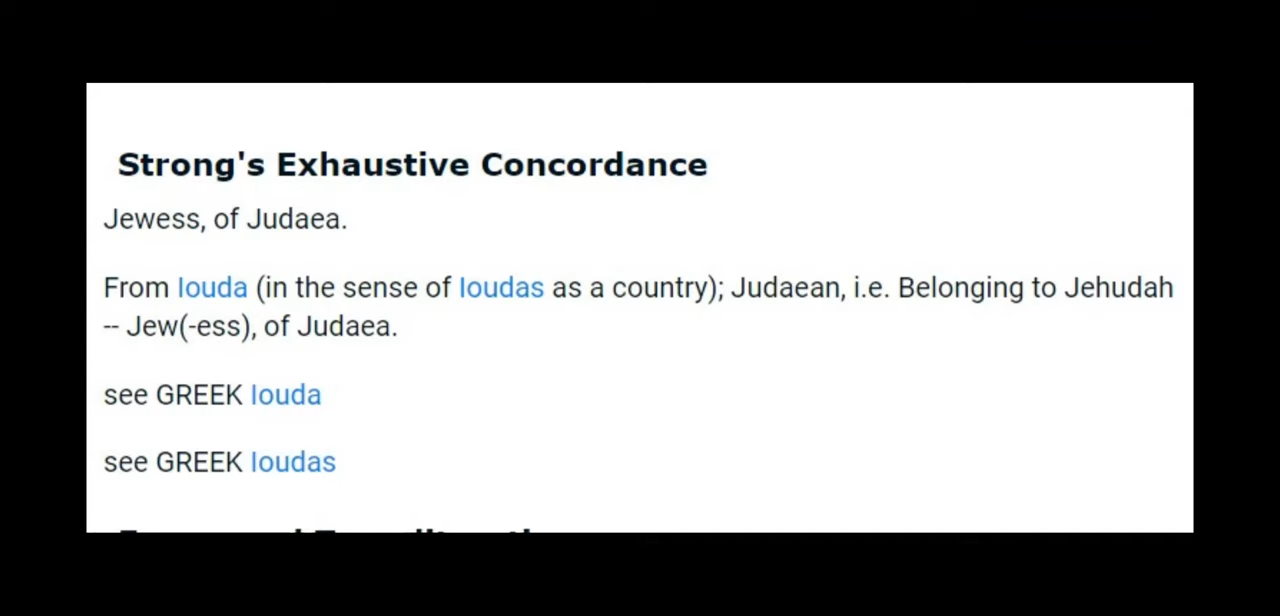 Strong's Exhaustive Concordance
Jewess, of Judaea.
From Iouda (in the sense of Ioudas as a country); Judaean, i.e. Belonging to Jehudah
-- Jew(-ess), of Judaea.
see GREEK Iouda
see GREEK Ioudas